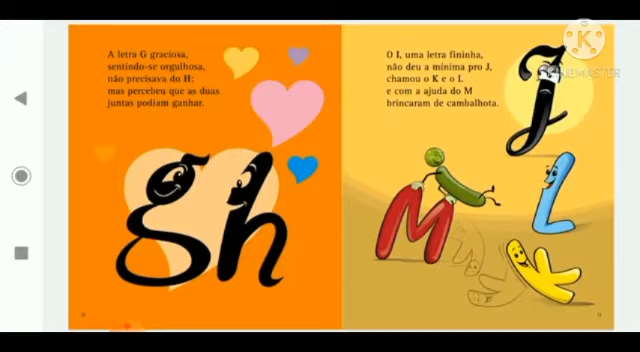 A letra G graciosa,
sentindo-se orgulhosa,
não precisava do H;
mas percebeu que as duas
juntas podiam ganhar.
gh
O I, uma letra fininha,
não deu a mínima pro J,
chamou o K e o L
e com a ajuda do M
brincaram de cambalhota.
J
M
L
K
K
KINEMASTER